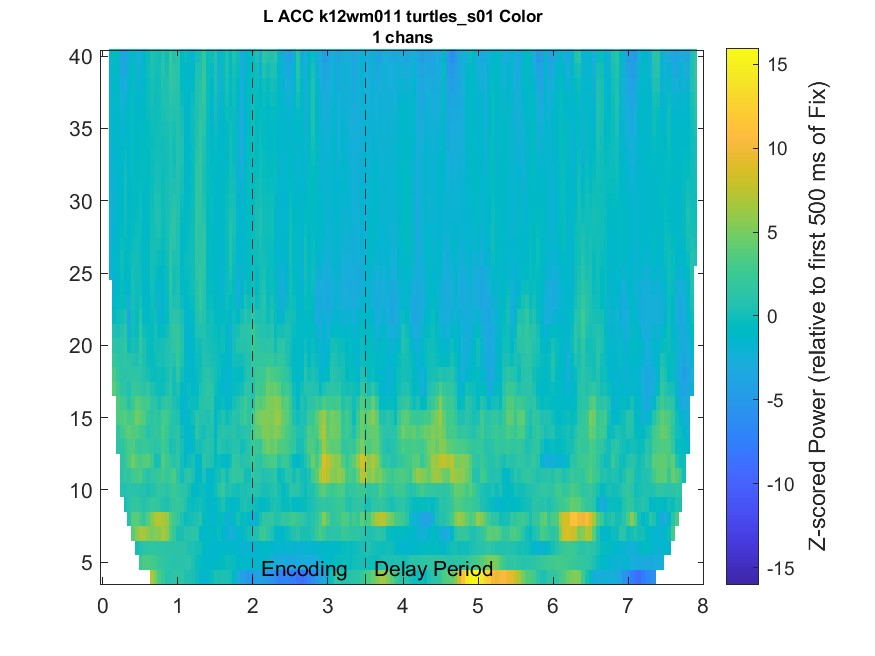 L ACC k12wm011 turtles_s01 Color
1 chans
40
35
30
25
20
15
10
5
Encoding
Delay Period
0 1 2 3 4 5 6 7 8
15
10
5
0
-5
-10
-15
Z-scored Power (relative to first 500 ms of Fix)